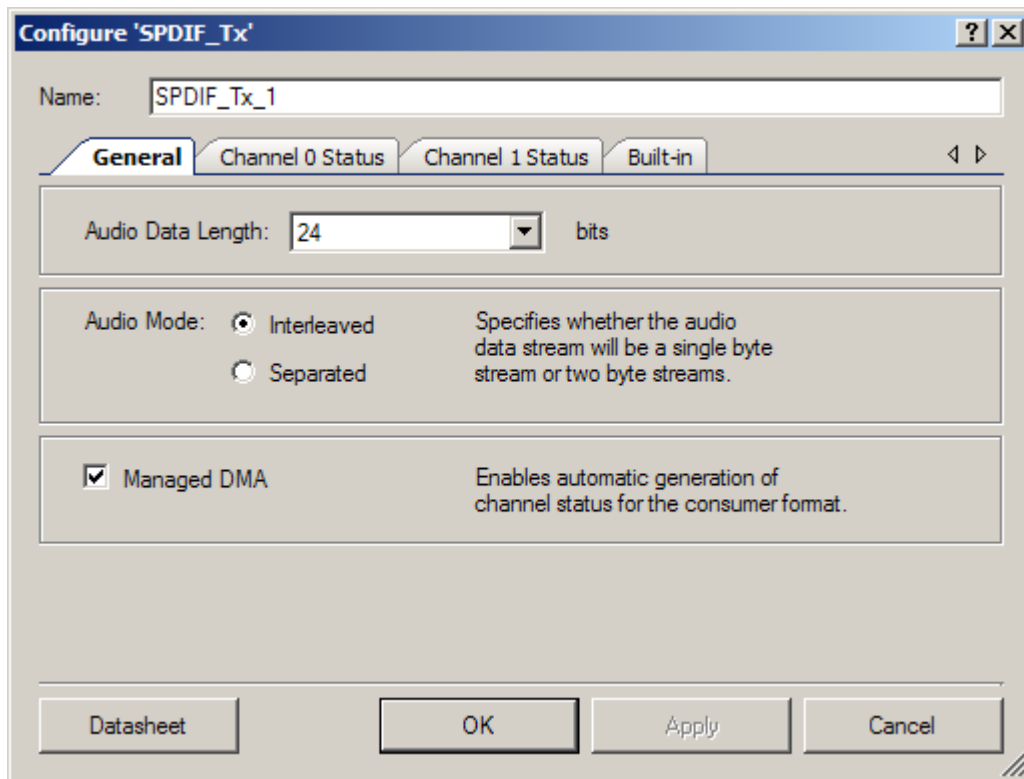 Configure 'SPDIF_Tx'
Name: SPDIF_Tx_1
General Channel 0 Status Channel 1 Status Built-in
Audio Data Length: 24 bits
Audio Mode: Interleaved Specifies whether the audio
data stream will be a single byte
Separated stream or two byte streams.
Managed DMA Enables automatic generation of
channel status for the consumer format.
Datasheet OK Apply Cancel